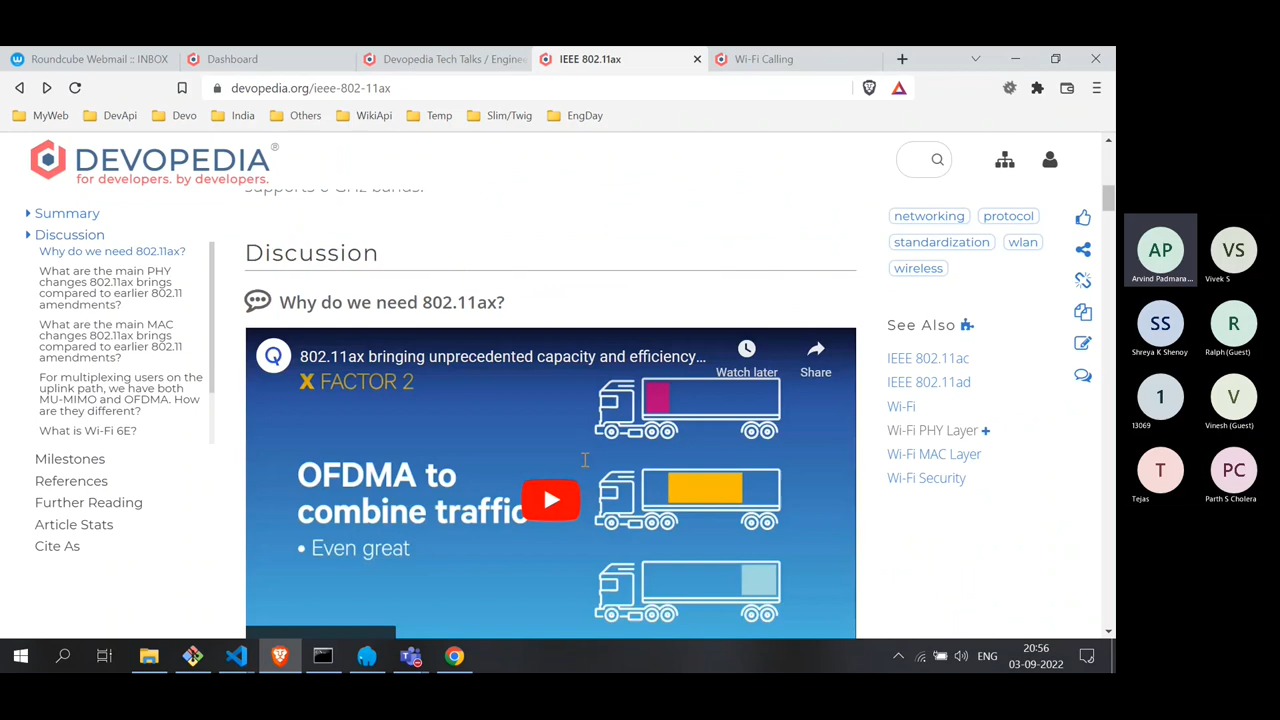 Roundcube Webmail :: INBOX
Dashboard
Devopedia Tech Talks / Enginee
IEEE 802.11ax
Wi-Fi Calling
devopedia.org/ieee-802-11ax
MyWeb
DevApi
Devo
India
Others
WikiApi
Temp
Slim/Twig
EngDay
DEVOPEDIA®
for developers. by developers.
supports 6 GHz bands.
Summary
Discussion
Why do we need 802.11ax?
What are the main PHY
changes 802.11ax brings
compared to earlier 802.11
amendments?
What are the main MAC
changes 802.11ax brings
compared to earlier 802.11
amendments?
For multiplexing users on the
uplink path, we have both
MU-MIMO and OFDMA. How
are they different?
What is Wi-Fi 6E?
Milestones
References
Further Reading
Article Stats
Cite As
Discussion
Why do we need 802.11ax?
Q
802.11ax bringing unprecedented capacity and efficiency...
Watch later
Share
X FACTOR 2
OFDMA to
combine traffic
• Even great
networking
protocol
standardization
wlan
wireless
See Also
IEEE 802.11ac
IEEE 802.11ad
Wi-Fi
Wi-Fi PHY Layer +
Wi-Fi MAC Layer
Wi-Fi Security
AP
Arvind Padmana...
VS
Vivek S
SS
Shreya K Shenoy
R
Ralph (Guest)
1
13069
V
Vinesh (Guest)
T
Tejas
PC
Parth S Cholera
ENG
20:56
03-09-2022